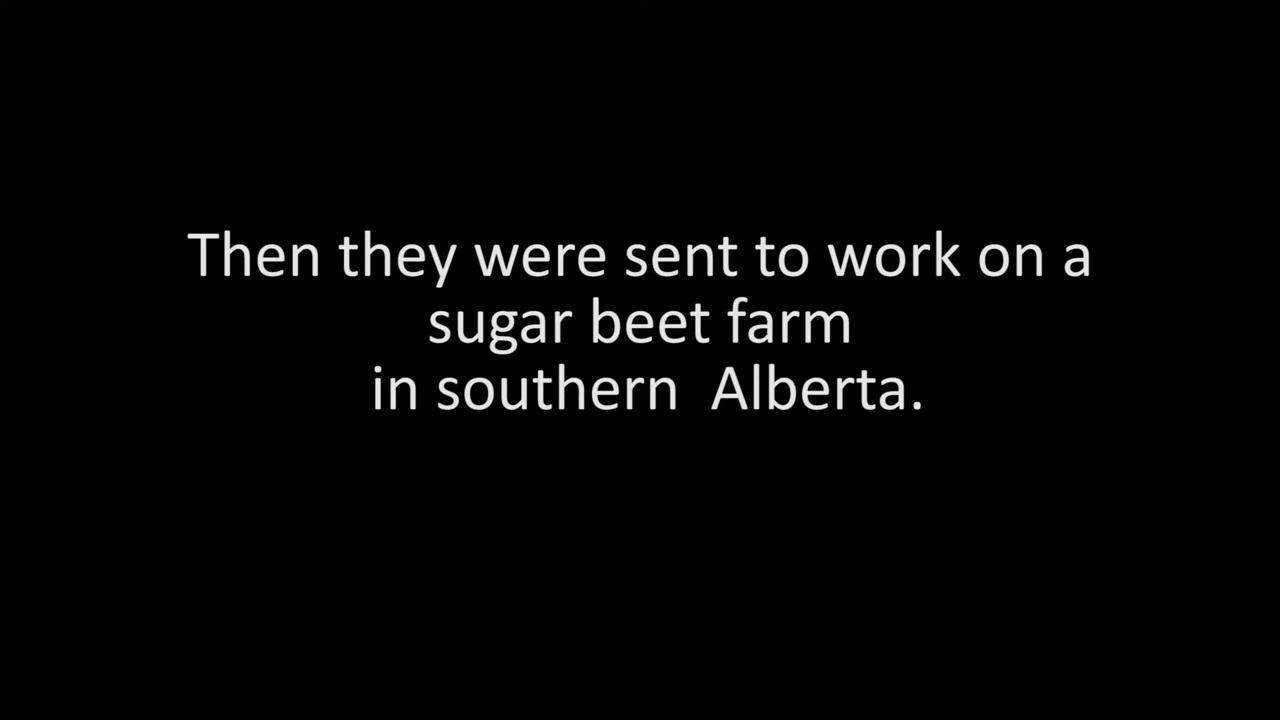 Then they were sent to work on a
sugar beet farm
in southern  Alberta.